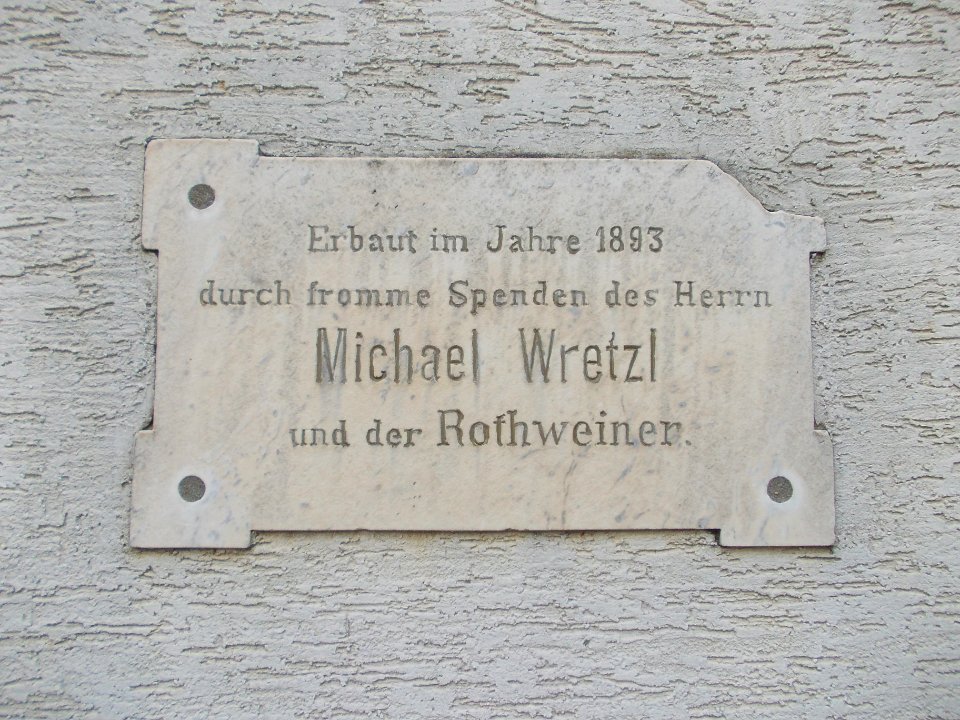 Erbaut im Jahre 1893
durch fromme Spenden des Herrn
Michael Wretzl
und der Rothweiner.